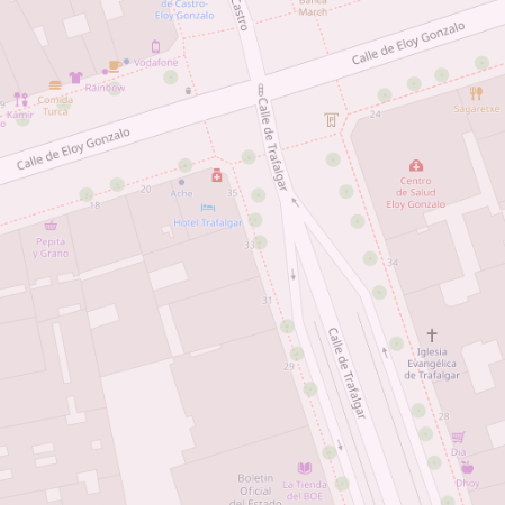 de Castro-
Eloy Gonzalo
Castro
Banca
March
Calle de Eloy Gonzalo
vodafone
Rainbow
Comida
Turca
Kamir
Sagaretxe
24
Calle de Trafalgar
Calle de Eloy Gonzalo
Centro
de Salud
Eloy Gonzalo
20
Ache
35
18
Hotel Trafalgar
Pepita
y Grano
33
34
31
Calle de Trafalgar
Iglesia
Evangélica
de Trafalgar
29
28
Dia
Dhoy
La Tienda
del BOE
Boletín
Oficial
del Estado